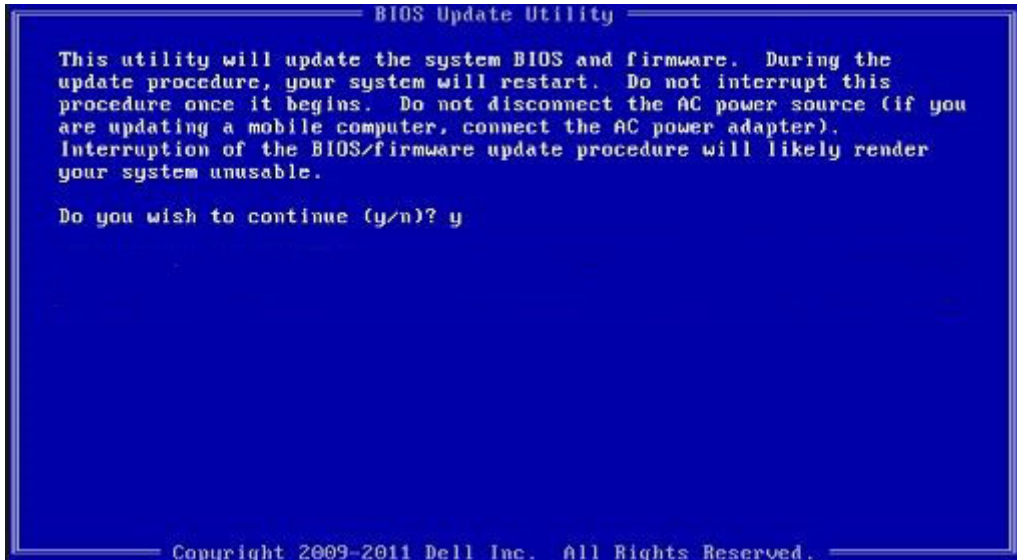 BIOS Update Utility
This utility will update the system BIOS and firmware. During the
update procedure, your system will restart. Do not interrupt this
procedure once it begins. Do not disconnect the AC power source (if you
are updating a mobile computer, connect the AC power adapter).
Interruption of the BIOS/firmware update procedure will likely render
your system unusable.
Do you wish to continue (y/n)? y
Copyright 2009-2011 Dell Inc. All Rights Reserved.